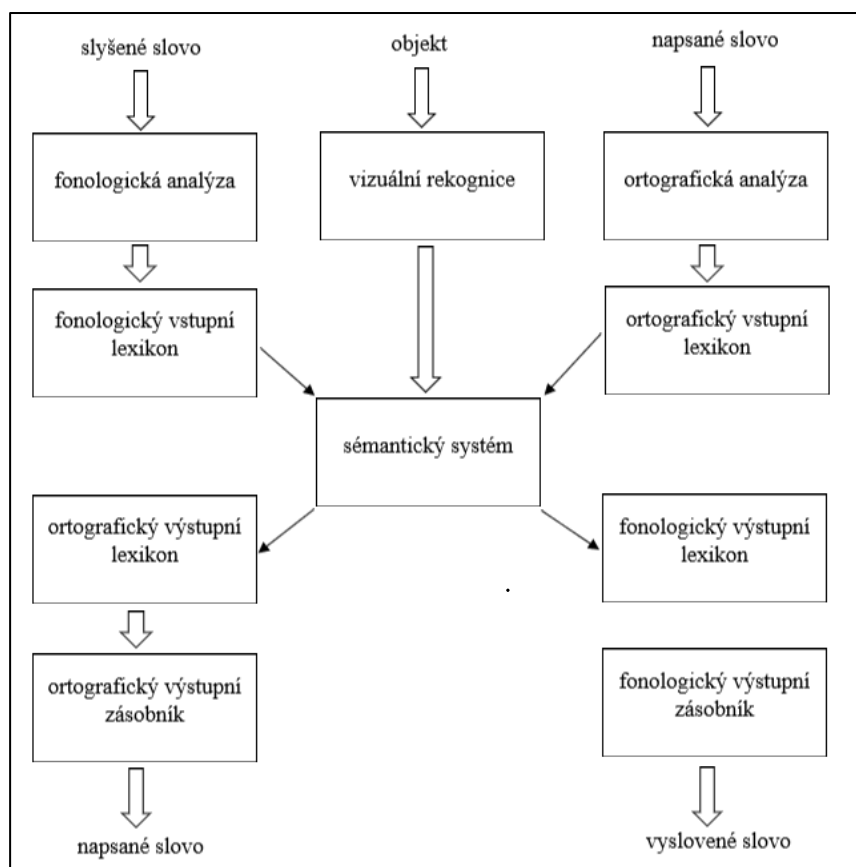 slyšené slovo
objekt
napsané slovo
fonologická analýza
vizuální rekognice
ortografická analýza
fonologický vstupní
lexikon
ortografický vstupní
lexikon
sémantický systém
ortografický výstupní
lexikon
fonologický výstupní
lexikon
ortografický výstupní
zásobník
fonologický výstupní
zásobník
napsané slovo
vyslovené slovo